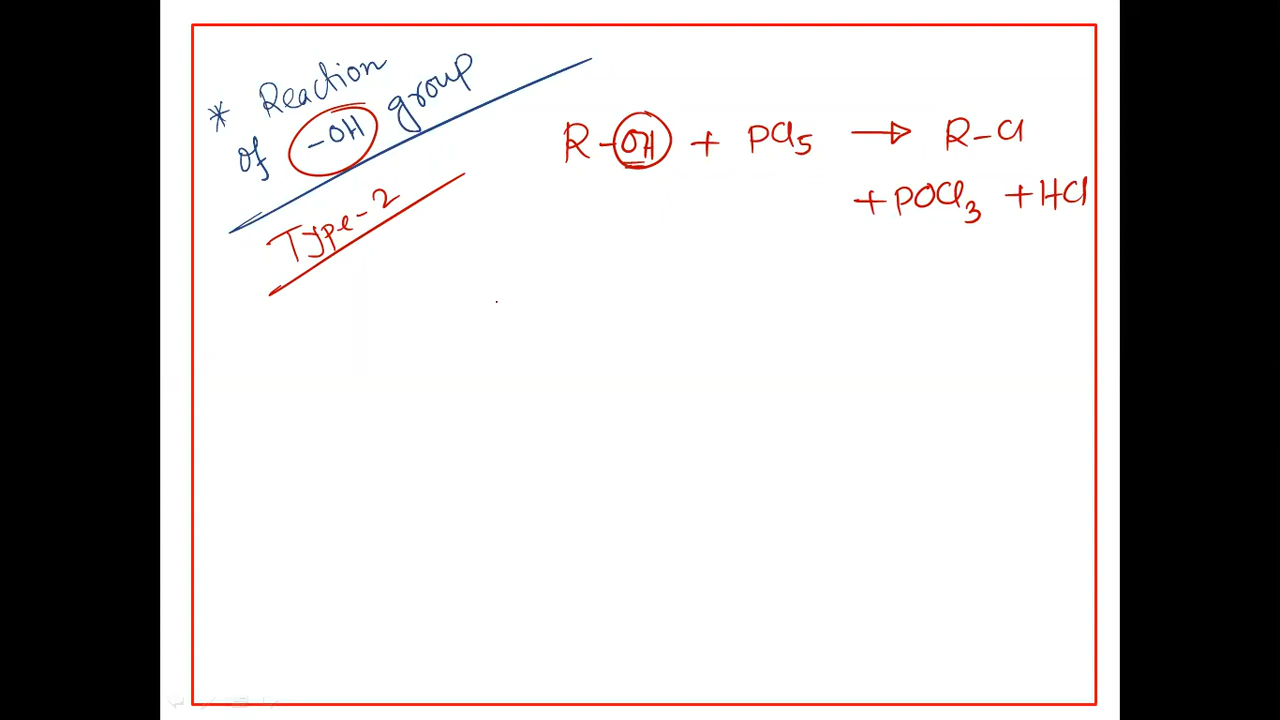 * Reaction
of -OH group
Type-2
R-OH + PCl5 → R-Cl
+ POCl3 + HCl